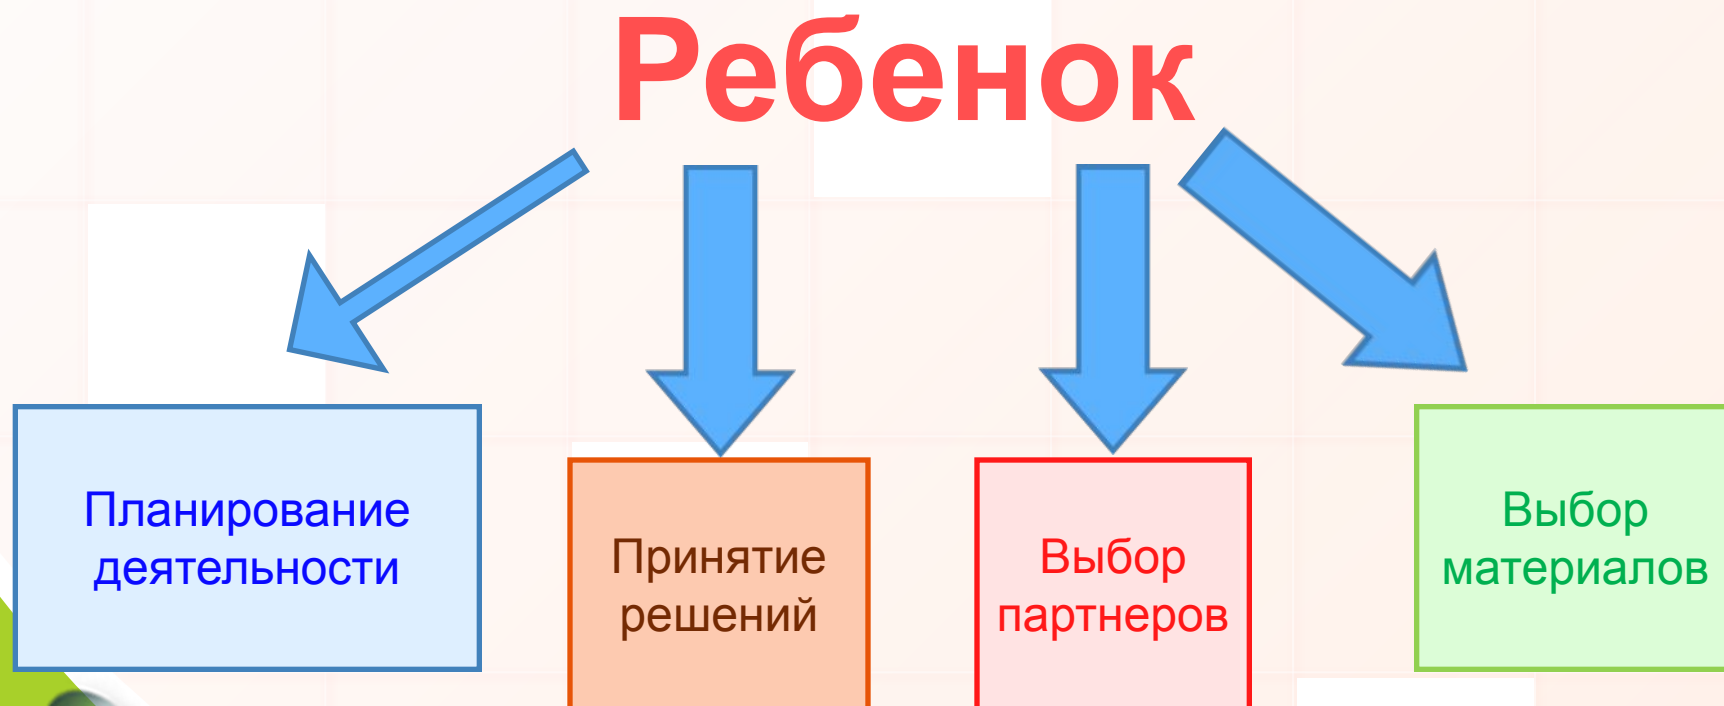 Ребенок
Планирование
деятельности
Принятие
решений
Выбор
партнеров
Выбор
материалов